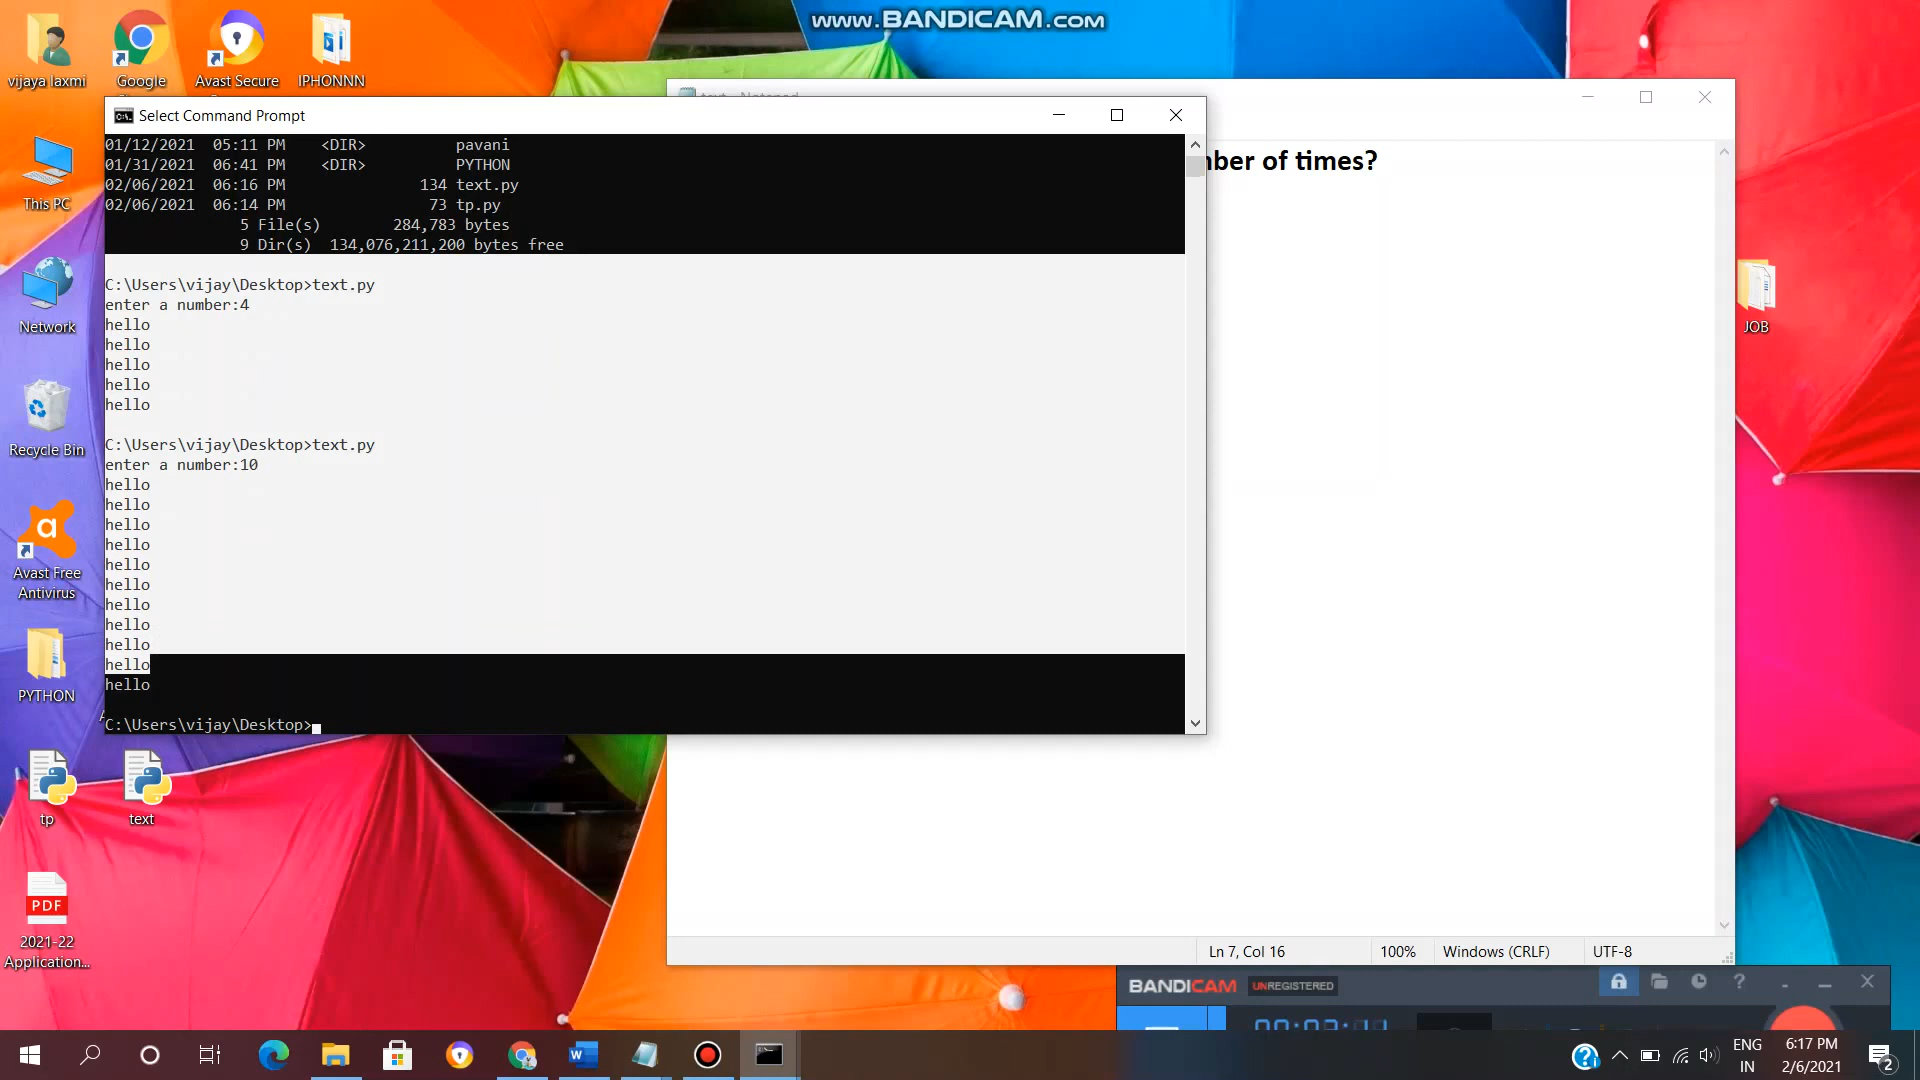 www.BANDICAM.com
vijaya laxmi
Google
Avast Secure
IPHONNN
This PC
Network
Recycle Bin
Avast Free
Antivirus
PYTHON
tp
text
PDF
2021-22
Application...
JOB
Select Command Prompt
01/12/2021 05:11 PM <DIR> pavani
01/31/2021 06:41 PM <DIR> PYTHON
02/06/2021 06:16 PM 134 text.py
02/06/2021 06:14 PM 73 tp.py
5 File(s) 284,783 bytes
9 Dir(s) 134,076,211,200 bytes free
C:\Users\vijay\Desktop>text.py
enter a number:4
hello
hello
hello
hello
hello
C:\Users\vijay\Desktop>text.py
enter a number:10
hello
hello
hello
hello
hello
hello
hello
hello
hello
hello
hello
C:\Users\vijay\Desktop>
of times?
Ln 7, Col 16 100% Windows (CRLF) UTF-8
BANDICAM UNREGISTERED
ENG
IN
6:17 PM
2/6/2021
2